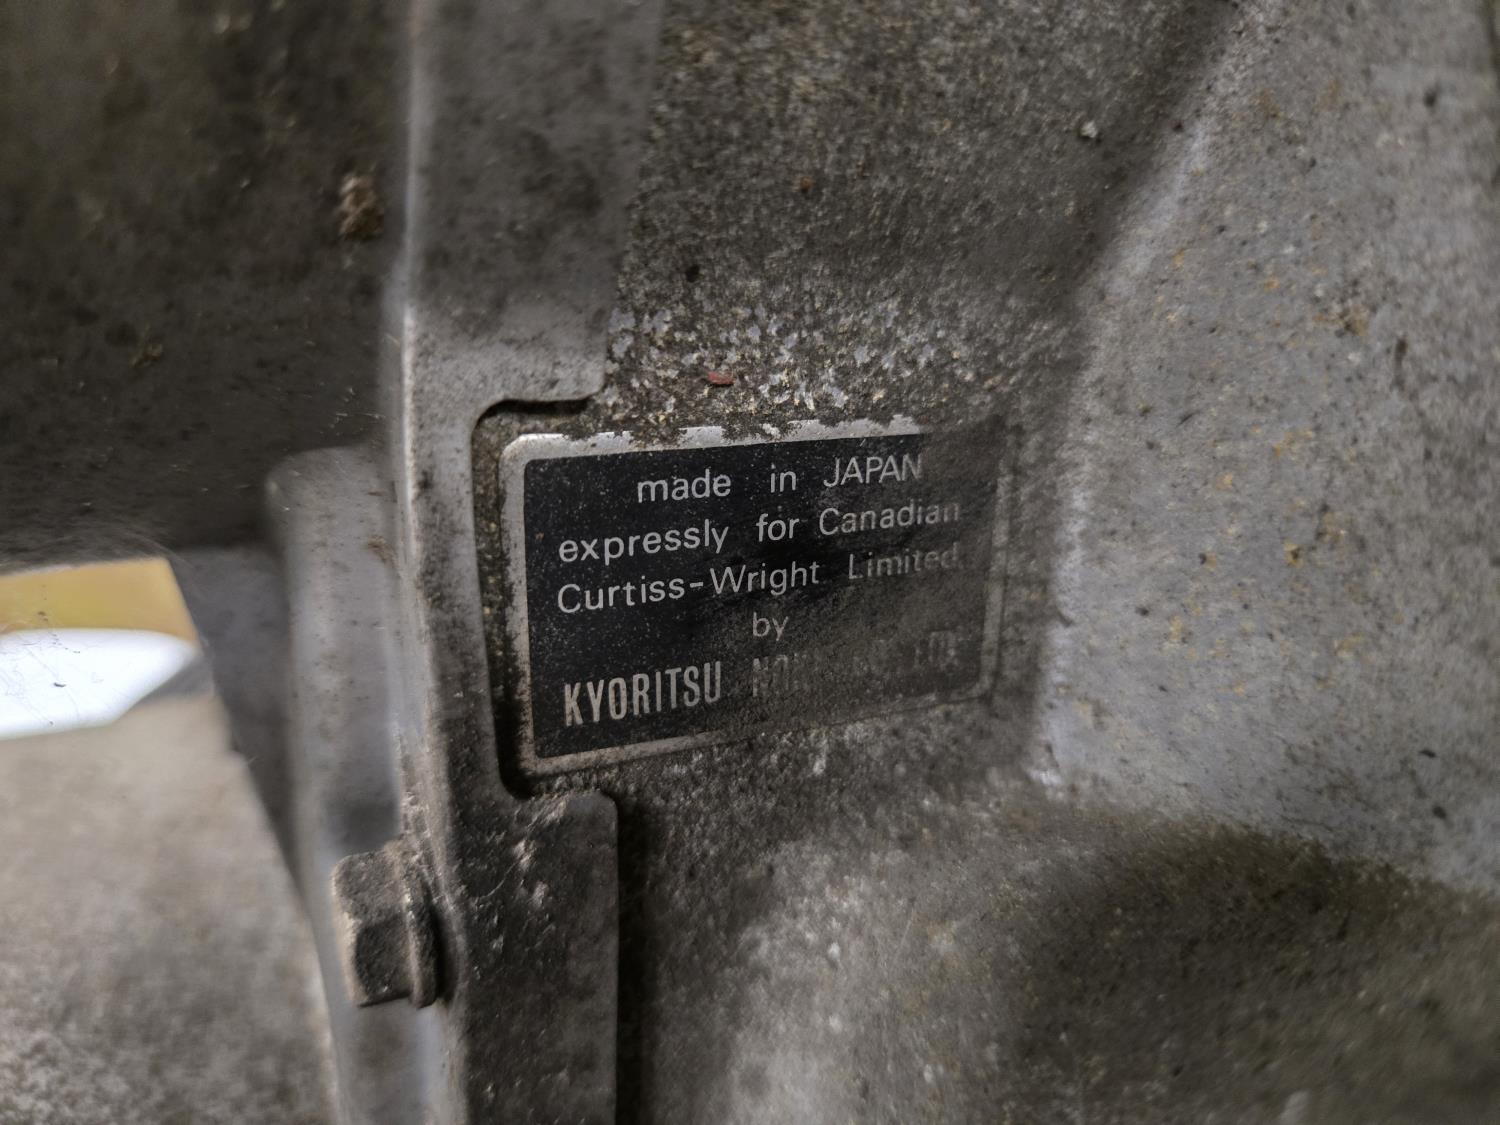 made in JAPAN
expressly for Canadian
Curtiss-Wright Limited
by
KYORITSU